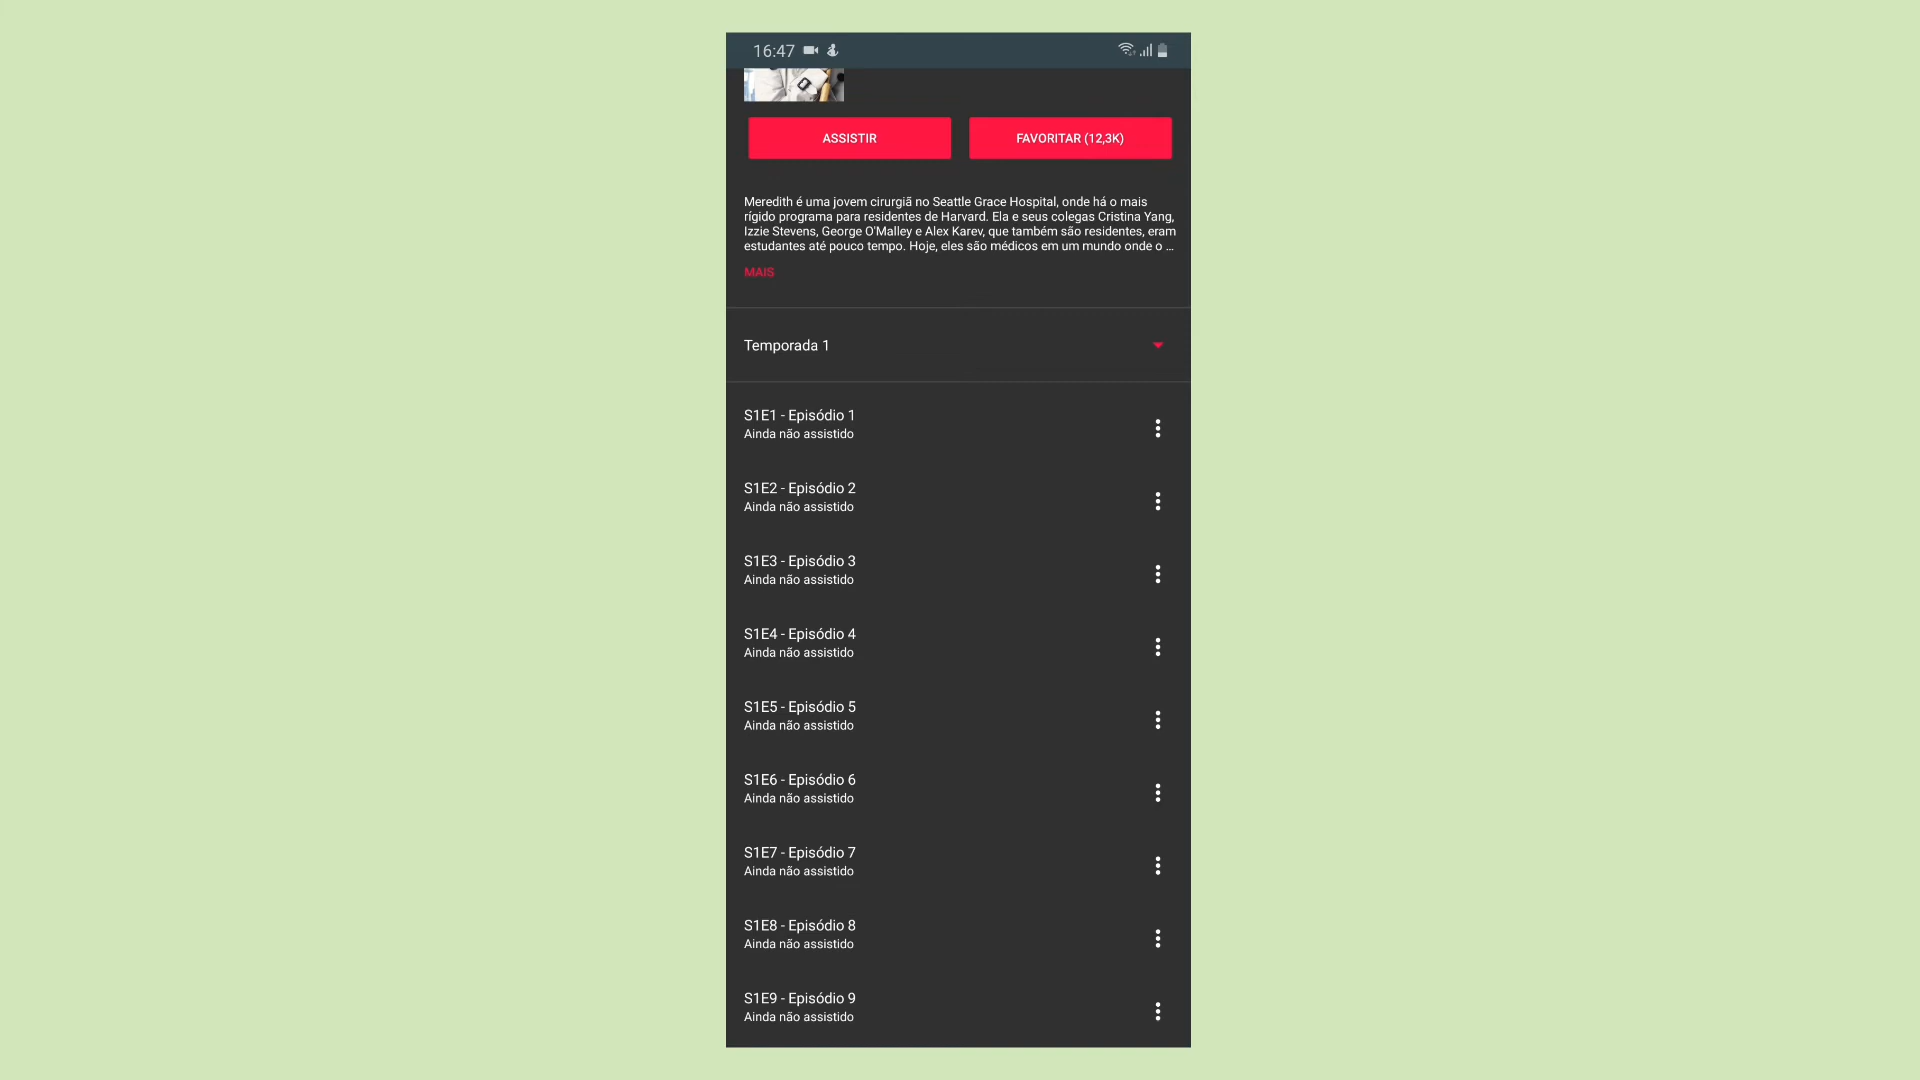 16:47
ASSISTIR
FAVORITAR (12,3K)
Meredith é uma jovem cirurgiã no Seattle Grace Hospital, onde há o mais
rígido programa para residentes de Harvard. Ela e seus colegas Cristina Yang,
Izzie Stevens, George O'Malley e Alex Karev, que também são residentes, eram
estudantes até pouco tempo. Hoje, eles são médicos em um mundo onde o ...
MAIS
Temporada 1
S1E1 - Episódio 1
Ainda não assistido
S1E2 - Episódio 2
Ainda não assistido
S1E3 - Episódio 3
Ainda não assistido
S1E4 - Episódio 4
Ainda não assistido
S1E5 - Episódio 5
Ainda não assistido
S1E6 - Episódio 6
Ainda não assistido
S1E7 - Episódio 7
Ainda não assistido
S1E8 - Episódio 8
Ainda não assistido
S1E9 - Episódio 9
Ainda não assistido